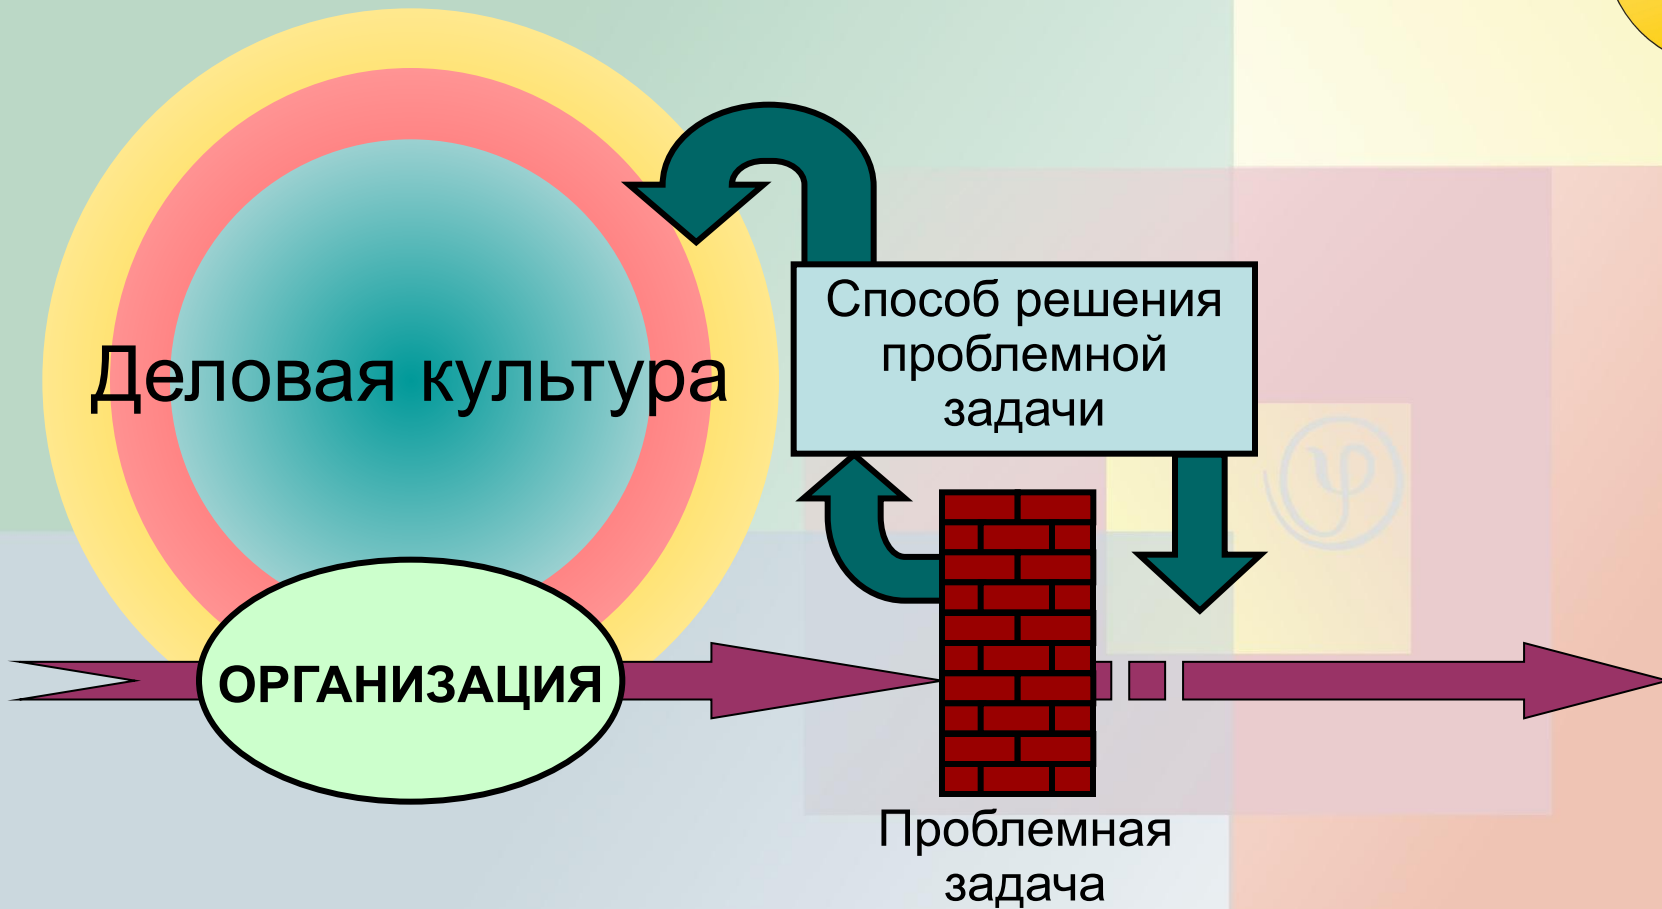 Способ решения
проблемной
задачи
Деловая культура
ОРГАНИЗАЦИЯ
Проблемная
задача